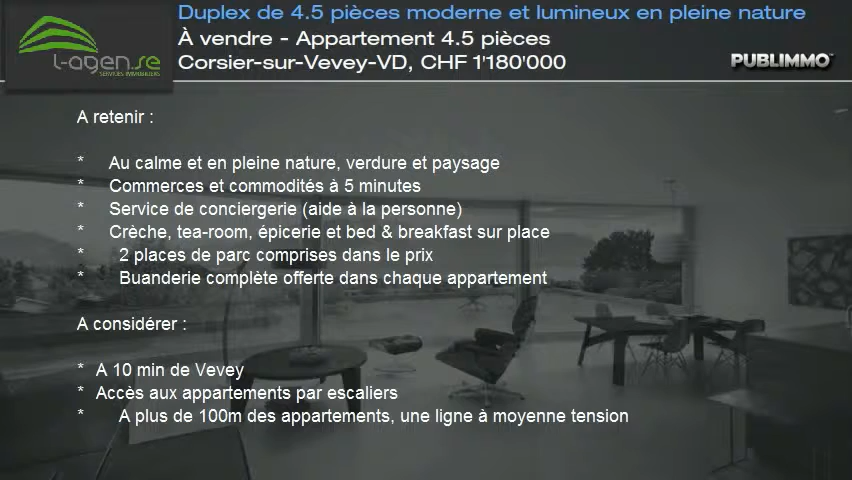 Duplex de 4.5 pièces moderne et lumineux en pleine nature
À vendre - Appartement 4.5 pièces
Corsier-sur-Vevey-VD, CHF 1'180'000
l-agence
SERVICES IMMOBILIERS
PUBLIMMO
A retenir :
* Au calme et en pleine nature, verdure et paysage
* Commerces et commodités à 5 minutes
* Service de conciergerie (aide à la personne)
* Crèche, tea-room, épicerie et bed & breakfast sur place
* 2 places de parc comprises dans le prix
* Buanderie complète offerte dans chaque appartement
A considérer :
* A 10 min de Vevey
* Accès aux appartements par escaliers
* A plus de 100m des appartements, une ligne à moyenne tension